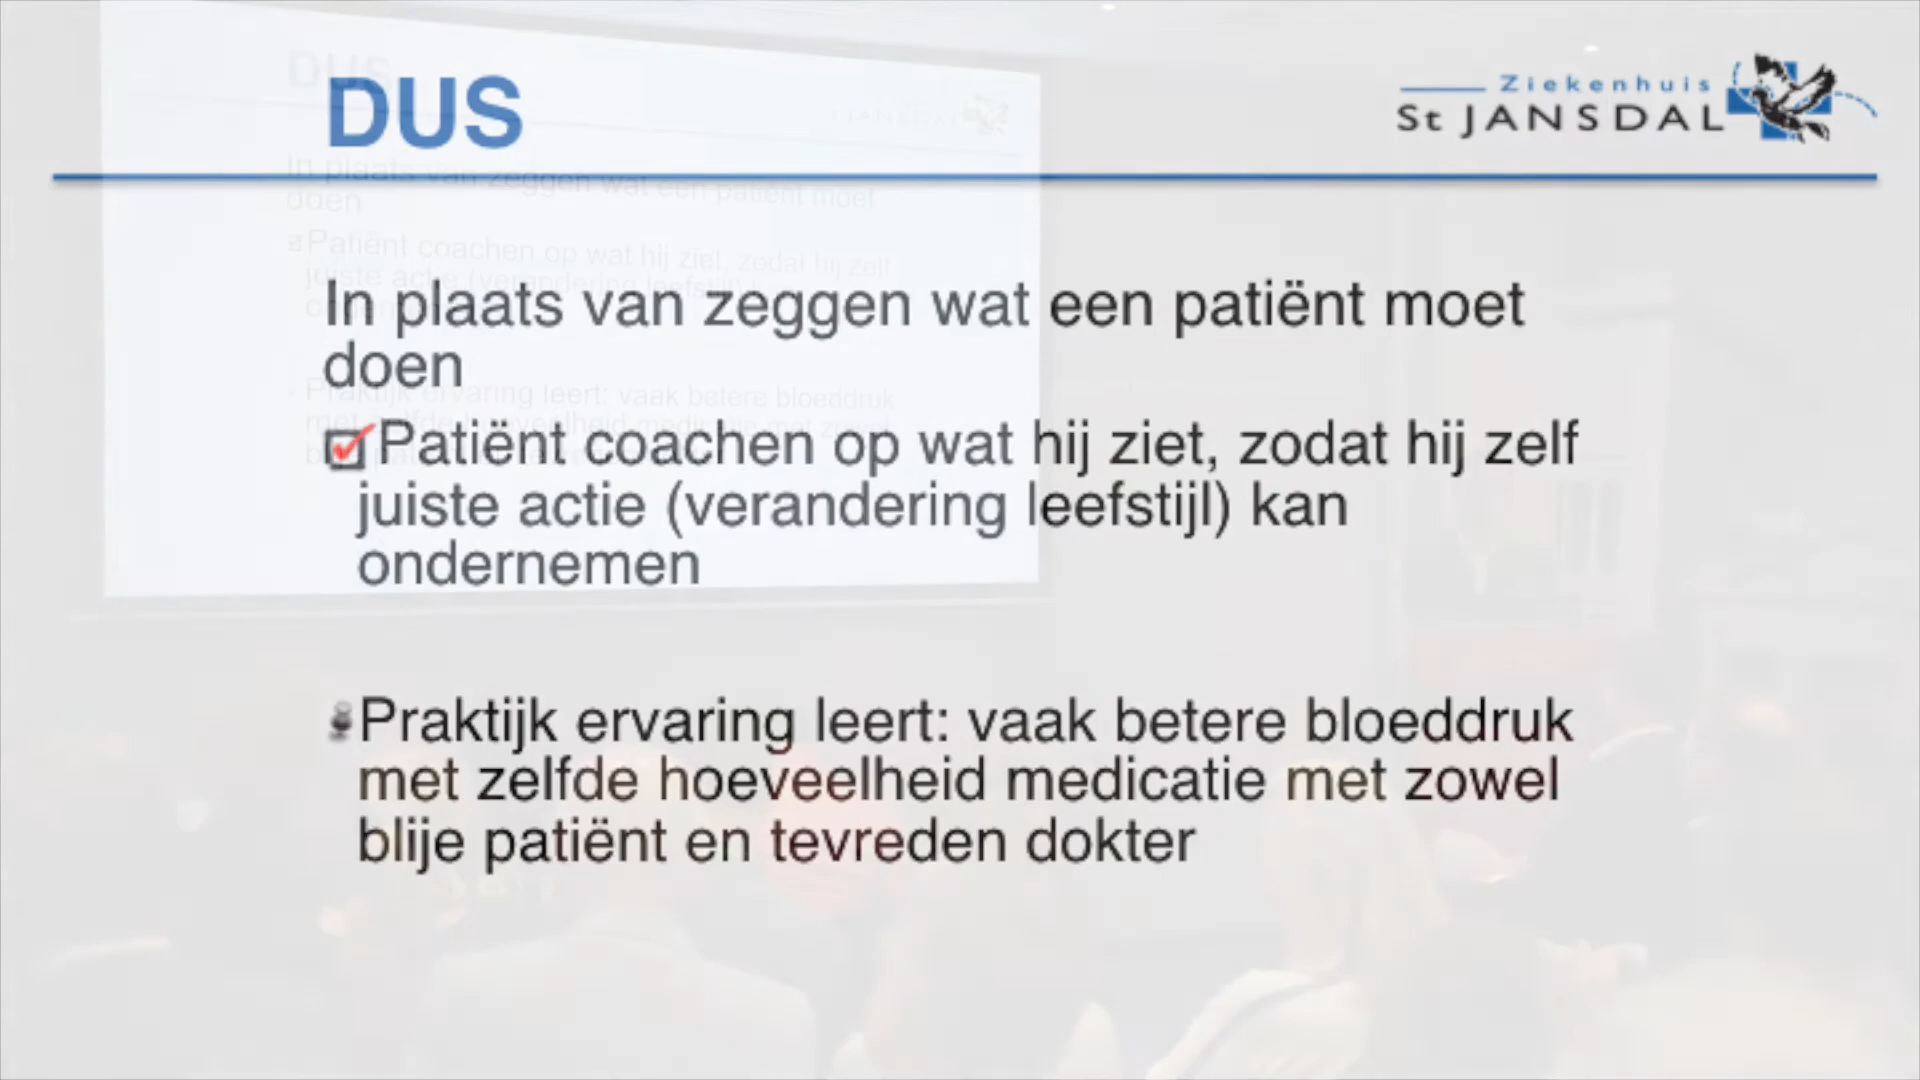 DUS
Ziekenhuis
St JANSDAL
In plaats van zeggen wat een patiënt moet
doen
Patiënt coachen op wat hij ziet, zodat hij zelf
juiste actie (verandering leefstijl) kan
ondernemen
Praktijk ervaring leert: vaak betere bloeddruk
met zelfde hoeveelheid medicatie met zowel
blije patiënt en tevreden dokter